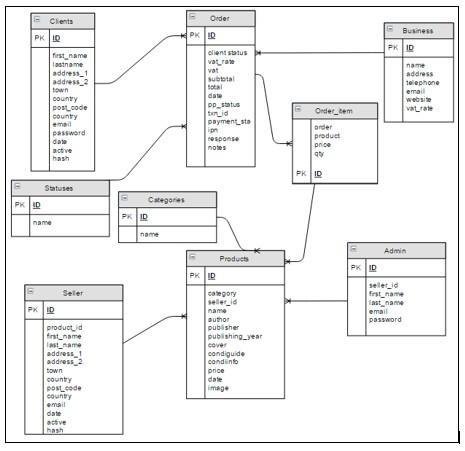 Clients
PK ID
first_name
lastname
address_1
address_2
town
country
post_code
country
email
password
date
active
hash
Order
PK ID
client status
vat_rate
vat
subtotal
total
date
pp_status
txn_id
payment_sta
ipn
response
notes
Business
PK ID
name
address
telephone
email
website
vat_rate
Order_item
order
product
price
qty
PK ID
Statuses
PK ID
name
Categories
PK ID
name
Products
PK ID
category
seller_id
name
author
publisher
publishing_year
cover
condiguide
condiinfo
price
date
image
Admin
PK ID
seller_id
first_name
last_name
email
password
Seller
PK ID
product_id
first_name
last_name
address_1
address_2
town
country
post_code
country
email
date
active
hash